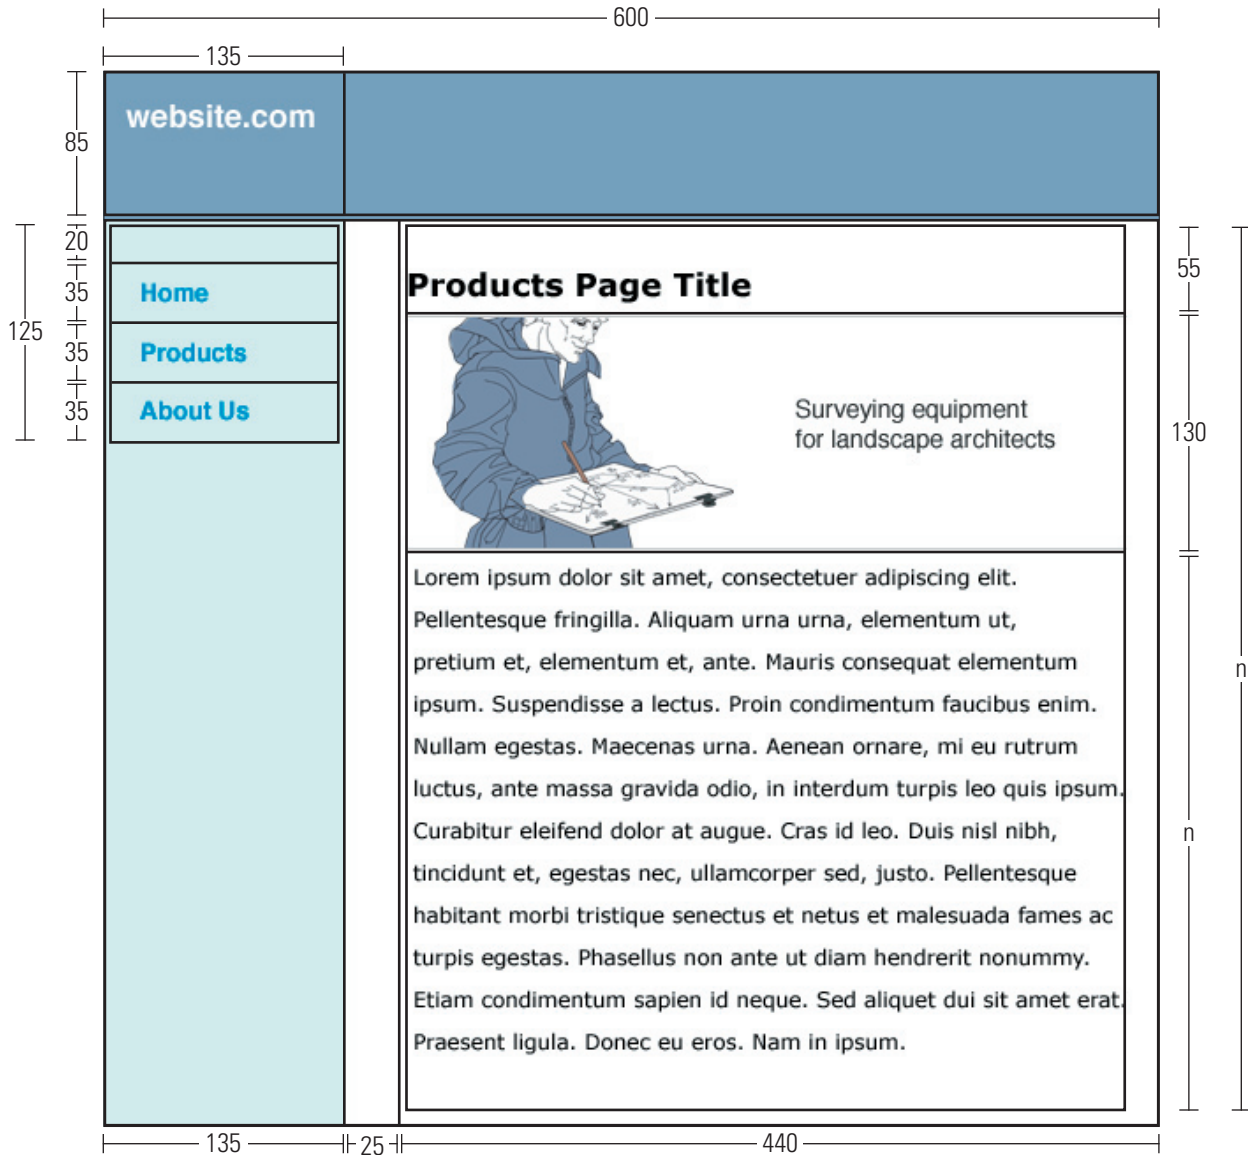 600
135
85
website.com
20
35
35
35
125
Home
Products
About Us
Products Page Title
Surveying equipment
for landscape architects
Lorem ipsum dolor sit amet, consectetuer adipiscing elit.
Pellentesque fringilla. Aliquam urna urna, elementum ut,
pretium et, elementum et, ante. Mauris consequat elementum
ipsum. Suspendisse a lectus. Proin condimentum faucibus enim.
Nullam egestas. Maecenas urna. Aenean ornare, mi eu rutrum
luctus, ante massa gravida odio, in interdum turpis leo quis ipsum.
Curabitur eleifend dolor at augue. Cras id leo. Duis nisl nibh,
tincidunt et, egestas nec, ullamcorper sed, justo. Pellentesque
habitant morbi tristique senectus et netus et malesuada fames ac
turpis egestas. Phasellus non ante ut diam hendrerit nonummy.
Etiam condimentum sapien id neque. Sed aliquet dui sit amet erat.
Praesent ligula. Donec eu eros. Nam in ipsum.
55
130
n
n
135
25
440